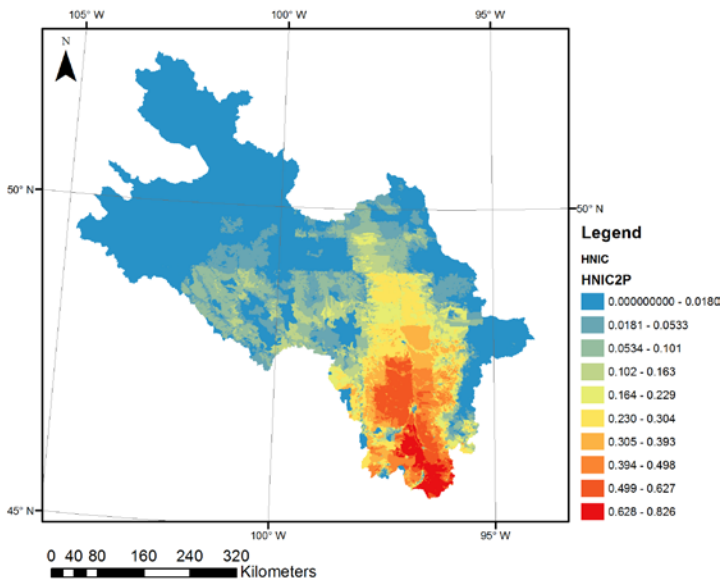 105° W
100° W
95° W
N
50° N
50° N
Legend
HNIC
HNIC2P
0.000000000 - 0.0180
0.0181 - 0.0533
0.0534 - 0.101
0.102 - 0.163
0.164 - 0.229
0.230 - 0.304
0.305 - 0.393
0.394 - 0.498
0.499 - 0.627
0.628 - 0.826
45° N
100° W
95° W
0 40 80 160 240 320
Kilometers